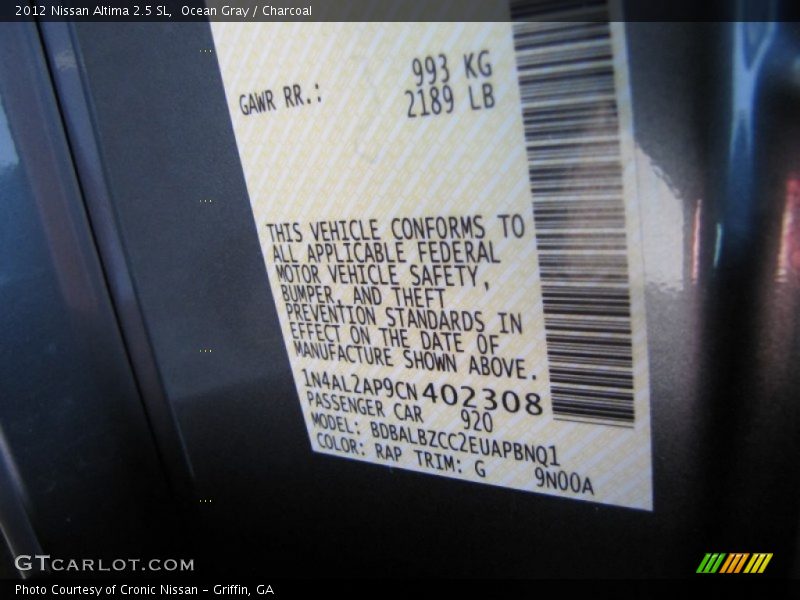 2012 Nissan Altima 2.5 SL,  Ocean Gray / Charcoal
GAWR RR.: 993 KG
2189 LB
THIS VEHICLE CONFORMS TO
ALL APPLICABLE FEDERAL
MOTOR VEHICLE SAFETY,
BUMPER, AND THEFT
PREVENTION STANDARDS IN
EFFECT ON THE DATE OF
MANUFACTURE SHOWN ABOVE.
1N4AL2AP9CN402308
PASSENGER CAR 920
MODEL: BDBALBZCC2EUAPBNQ1
COLOR: RAP TRIM: G 9N00A
GTCARLOT.COM
Photo Courtesy of Cronic Nissan – Griffin, GA